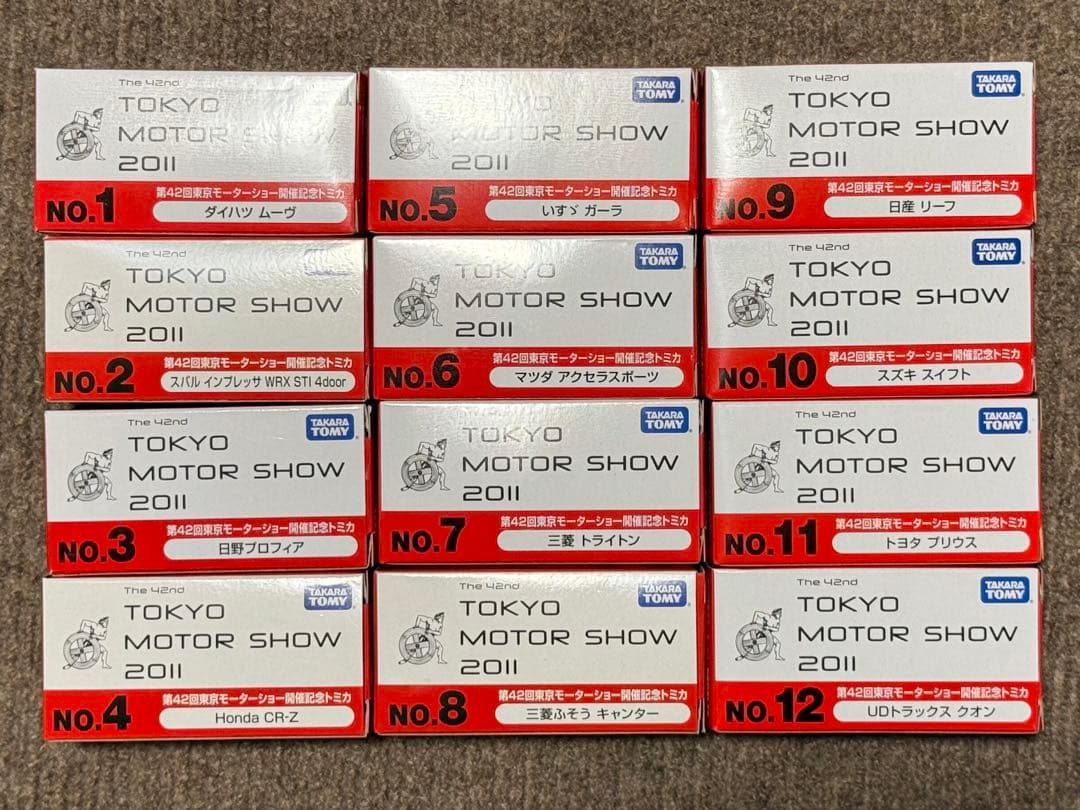 The 42nd
TOKYO
MOTOR SHOW
2011
第42回東京モーターショー開催記念トミカ
NO.1
ダイハツ ムーヴ
The 42nd
TOKYO
MOTOR SHOW
2011
第42回東京モーターショー開催記念トミカ
NO.2
スバル インプレッサ WRX STI 4door
TAKARA
TOMY
The 42nd
TOKYO
MOTOR SHOW
2011
第42回東京モーターショー開催記念トミカ
NO.3
日野プロフィア
TAKARA
TOMY
The 42nd
TOKYO
MOTOR SHOW
2011
第42回東京モーターショー開催記念トミカ
NO.4
Honda CR-Z
TAKARA
TOMY
MOTOR SHOW
2011
第42回東京モーターショー開催記念トミカ
NO.5
いすゞ ガーラ
TAKARA
TOMY
TOKYO
MOTOR SHOW
2011
第42回東京モーターショー開催記念トミカ
NO.6
マツダ アクセラスポーツ
TAKARA
TOMY
TOKYO
MOTOR SHOW
2011
第42回東京モーターショー開催記念トミカ
NO.7
三菱 トライトン
TAKARA
TOMY
The 42nd
TOKYO
MOTOR SHOW
2011
第42回東京モーターショー開催記念トミカ
NO.8
三菱ふそう キャンター
TAKARA
TOMY
The 42nd
TOKYO
MOTOR SHOW
2011
第42回東京モーターショー開催記念トミカ
NO.9
日産 リーフ
TAKARA
TOMY
The 42nd
TOKYO
MOTOR SHOW
2011
第42回東京モーターショー開催記念トミカ
NO.10
スズキ スイフト
TAKARA
TOMY
The 42nd
TOKYO
MOTOR SHOW
2011
第42回東京モーターショー開催記念トミカ
NO.11
トヨタ プリウス
TAKARA
TOMY
The 42nd
TOKYO
MOTOR SHOW
2011
第42回東京モーターショー開催記念トミカ
NO.12
UDトラックス クオン